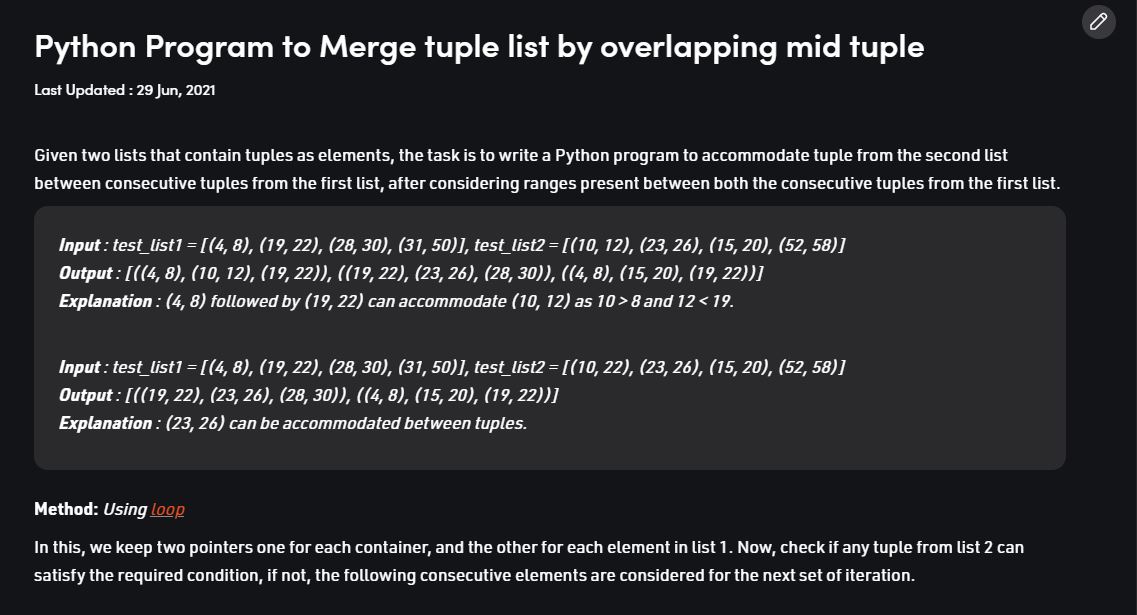 Python Program to Merge tuple list by overlapping mid tuple
Last Updated : 29 Jun, 2021
Given two lists that contain tuples as elements, the task is to write a Python program to accommodate tuple from the second list
between consecutive tuples from the first list, after considering ranges present between both the consecutive tuples from the first list.
Input : test_list1 = [(4, 8), (19, 22), (28, 30), (31, 50)], test_list2 = [(10, 12), (23, 26), (15, 20), (52, 58)]
Output : [((4, 8), (10, 12), (19, 22)), ((19, 22), (23, 26), (28, 30)), ((4, 8), (15, 20), (19, 22))]
Explanation : (4, 8) followed by (19, 22) can accommodate (10, 12) as 10 > 8 and 12 < 19.
Input : test_list1 = [(4, 8), (19, 22), (28, 30), (31, 50)], test_list2 = [(10, 22), (23, 26), (15, 20), (52, 58)]
Output : [((19, 22), (23, 26), (28, 30)), ((4, 8), (15, 20), (19, 22))]
Explanation : (23, 26) can be accommodated between tuples.
Method: Using loop
In this, we keep two pointers one for each container, and the other for each element in list 1. Now, check if any tuple from list 2 can
satisfy the required condition, if not, the following consecutive elements are considered for the next set of iteration.